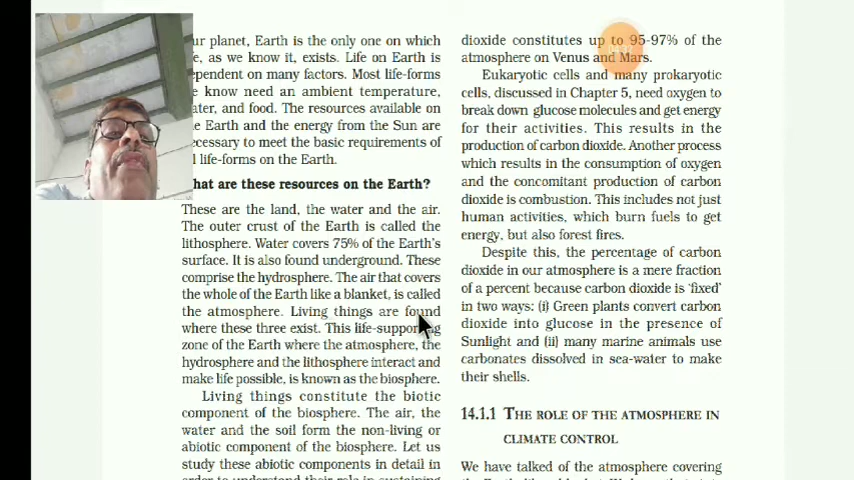 ur planet, Earth is the only one on which
e, as we know it, exists. Life on Earth is
ependent on many factors. Most life-forms
e know need an ambient temperature,
ater, and food. The resources available on
e Earth and the energy from the Sun are
ecessary to meet the basic requirements of
l life-forms on the Earth.
hat are these resources on the Earth?
These are the land, the water and the air.
The outer crust of the Earth is called the
lithosphere. Water covers 75% of the Earth's
surface. It is also found underground. These
comprise the hydrosphere. The air that covers
the whole of the Earth like a blanket, is called
the atmosphere. Living things are found
where these three exist. This life-supporting
zone of the Earth where the atmosphere, the
hydrosphere and the lithosphere interact and
make life possible, is known as the biosphere.
Living things constitute the biotic
component of the biosphere. The air, the
water and the soil form the non-living or
abiotic component of the biosphere. Let us
study these abiotic components in detail in
order to understand their role in sustaining
dioxide constitutes up to 95-97% of the
atmosphere on Venus and Mars.
Eukaryotic cells and many prokaryotic
cells, discussed in Chapter 5, need oxygen to
break down glucose molecules and get energy
for their activities. This results in the
production of carbon dioxide. Another process
which results in the consumption of oxygen
and the concomitant production of carbon
dioxide is combustion. This includes not just
human activities, which burn fuels to get
energy, but also forest fires.
Despite this, the percentage of carbon
dioxide in our atmosphere is a mere fraction
of a percent because carbon dioxide is 'fixed'
in two ways: (i) Green plants convert carbon
dioxide into glucose in the presence of
Sunlight and (ii) many marine animals use
carbonates dissolved in sea-water to make
their shells.
14.1.1 THE ROLE OF THE ATMOSPHERE IN
CLIMATE CONTROL
We have talked of the atmosphere covering